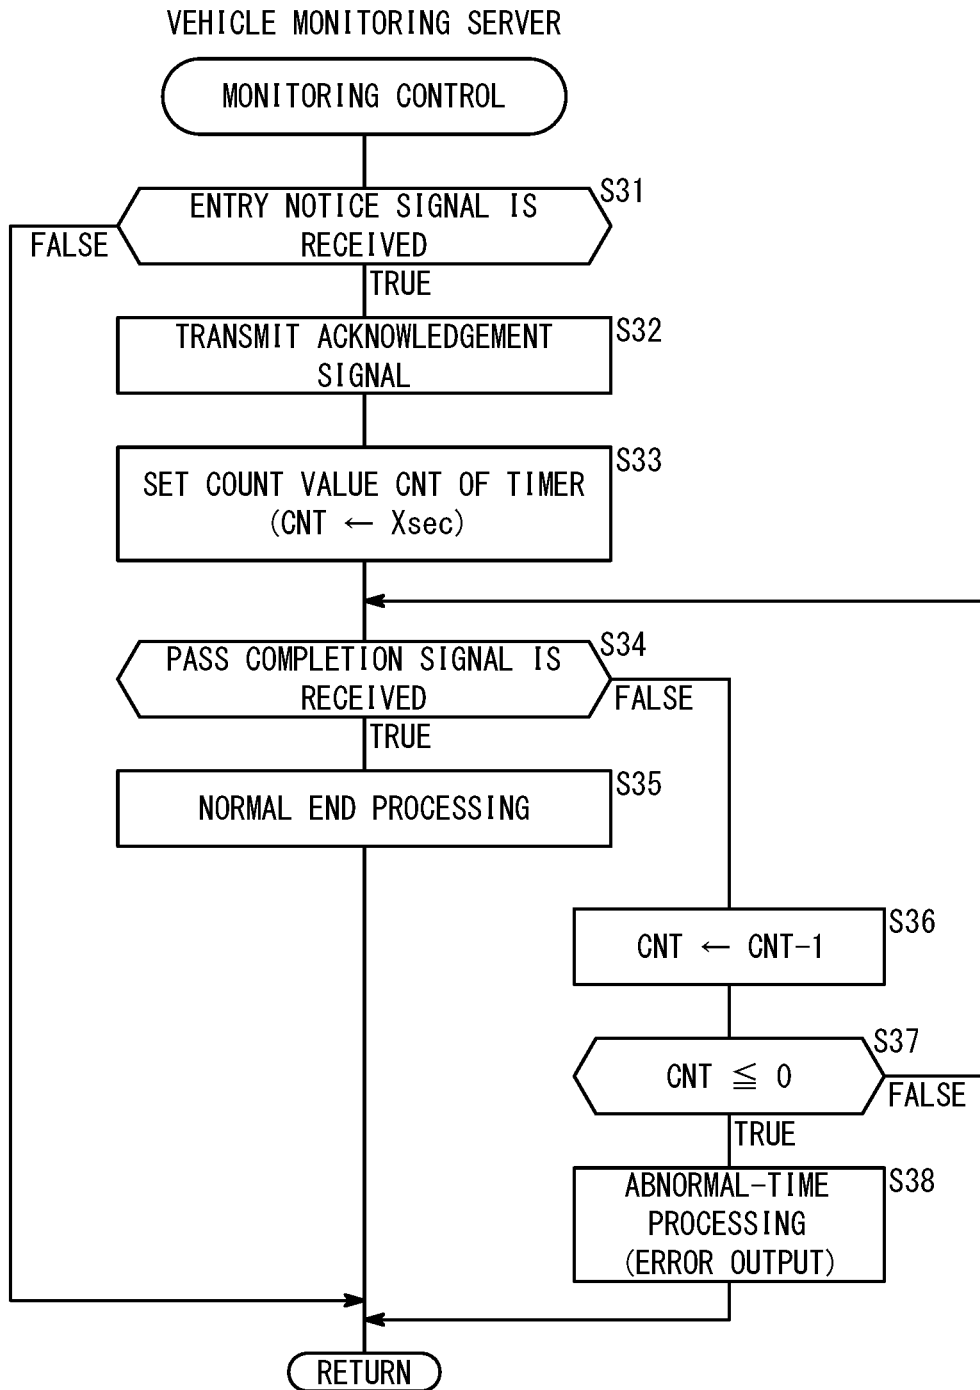 VEHICLE MONITORING SERVER
MONITORING CONTROL
S31
ENTRY NOTICE SIGNAL IS
RECEIVED
FALSE
TRUE
S32
TRANSMIT ACKNOWLEDGEMENT
SIGNAL
S33
SET COUNT VALUE CNT OF TIMER
(CNT ← Xsec)
S34
PASS COMPLETION SIGNAL IS
RECEIVED
FALSE
TRUE
S35
NORMAL END PROCESSING
S36
CNT ← CNT-1
S37
CNT ≦ 0
FALSE
TRUE
S38
ABNORMAL-TIME
PROCESSING
(ERROR OUTPUT)
RETURN